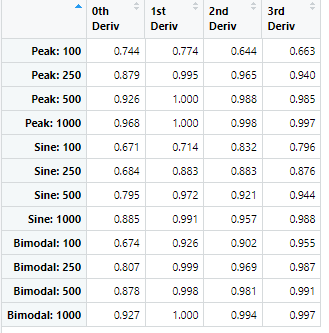 0th Deriv 1st Deriv 2nd Deriv 3rd Deriv
Peak: 100 0.744 0.774 0.644 0.663
Peak: 250 0.879 0.995 0.965 0.940
Peak: 500 0.926 1.000 0.988 0.985
Peak: 1000 0.968 1.000 0.998 0.997
Sine: 100 0.671 0.714 0.832 0.796
Sine: 250 0.684 0.883 0.883 0.876
Sine: 500 0.795 0.972 0.921 0.944
Sine: 1000 0.885 0.991 0.957 0.988
Bimodal: 100 0.674 0.926 0.902 0.955
Bimodal: 250 0.807 0.999 0.969 0.987
Bimodal: 500 0.878 0.998 0.981 0.991
Bimodal: 1000 0.927 1.000 0.994 0.997